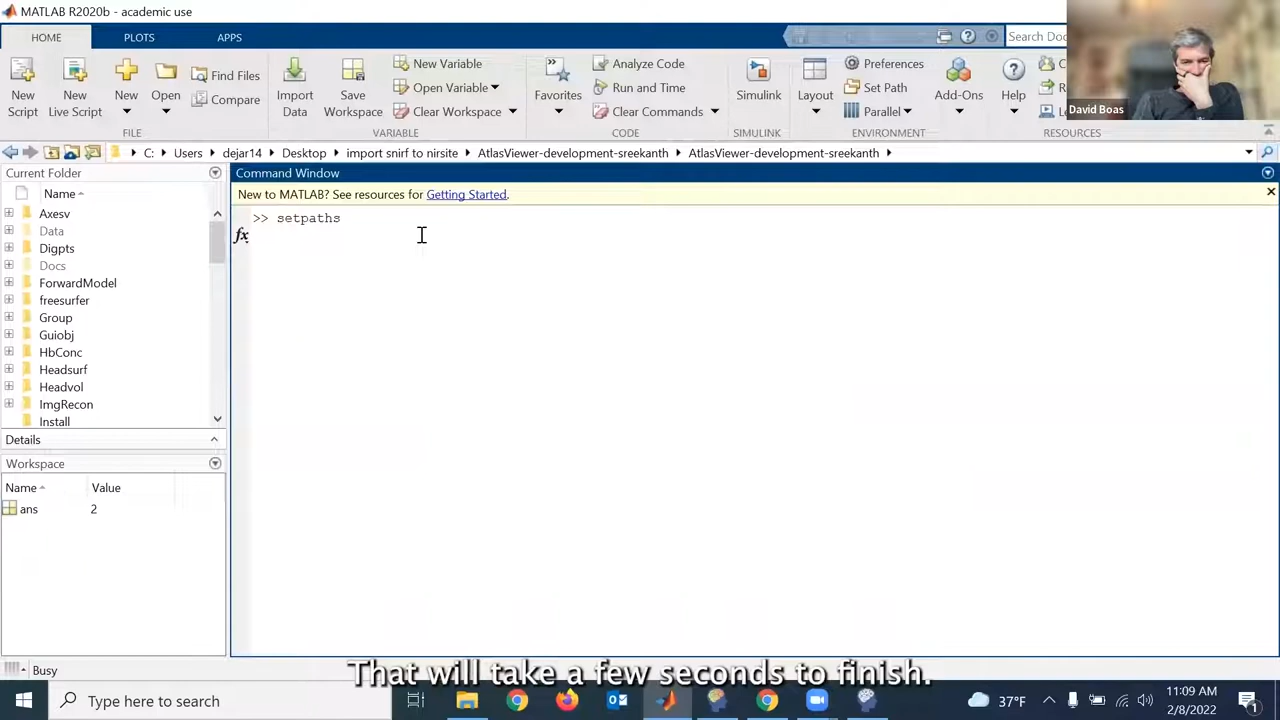 MATLAB R2020b - academic use
HOME PLOTS APPS
Search Doc
New Script
New Live Script
New
Open
Find Files
Compare
FILE
Import Data
Save Workspace
New Variable
Open Variable
Clear Workspace
VARIABLE
Favorites
Analyze Code
Run and Time
Clear Commands
CODE
Simulink
SIMULINK
Layout
Preferences
Set Path
Parallel
ENVIRONMENT
Add-Ons
Help
RESOURCES
David Boas
C: Users dejar14 Desktop import snirf to nirsite AtlasViewer-development-sreekanth AtlasViewer-development-sreekanth
Current Folder
Name
Axesv
Data
Digpts
Docs
ForwardModel
freesurfer
Group
Guiobj
HbConc
Headsurf
Headvol
ImgRecon
Install
Details
Workspace
Name Value
ans 2
Command Window
New to MATLAB? See resources for Getting Started.
>> setpaths
fx
Busy
That will take a few seconds to finish.
Type here to search
37°F
11:09 AM
2/8/2022
1